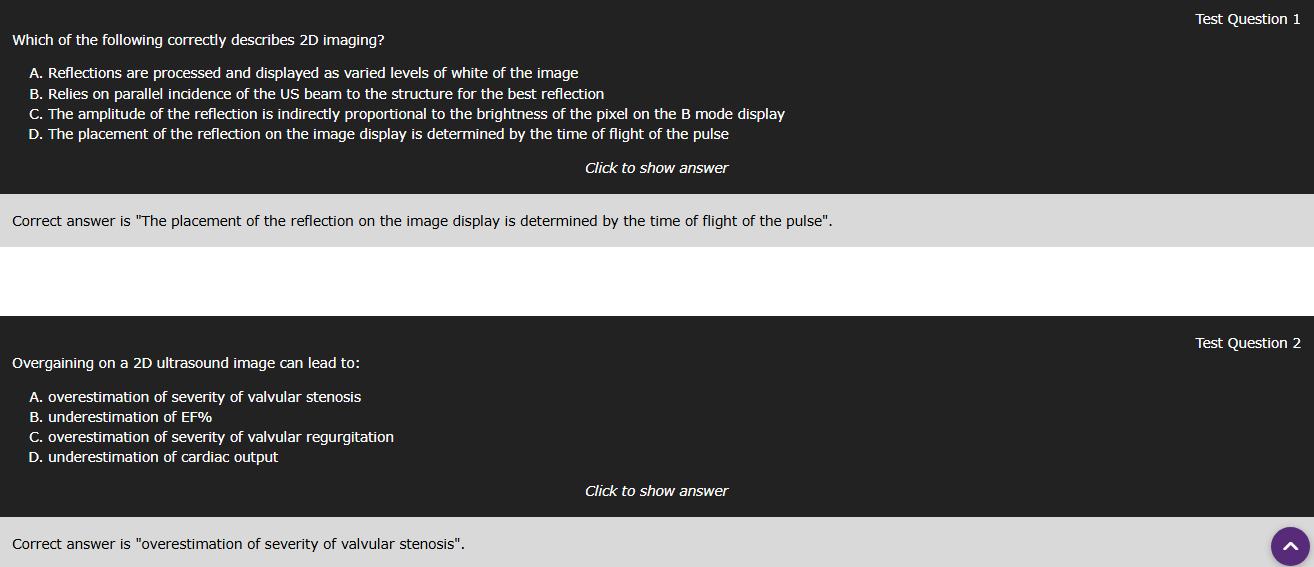 Test Question 1
Which of the following correctly describes 2D imaging?
A. Reflections are processed and displayed as varied levels of white of the image
B. Relies on parallel incidence of the US beam to the structure for the best reflection
C. The amplitude of the reflection is indirectly proportional to the brightness of the pixel on the B mode display
D. The placement of the reflection on the image display is determined by the time of flight of the pulse
Click to show answer
Correct answer is "The placement of the reflection on the image display is determined by the time of flight of the pulse".
Test Question 2
Overgaining on a 2D ultrasound image can lead to:
A. overestimation of severity of valvular stenosis
B. underestimation of EF%
C. overestimation of severity of valvular regurgitation
D. underestimation of cardiac output
Click to show answer
Correct answer is "overestimation of severity of valvular stenosis".